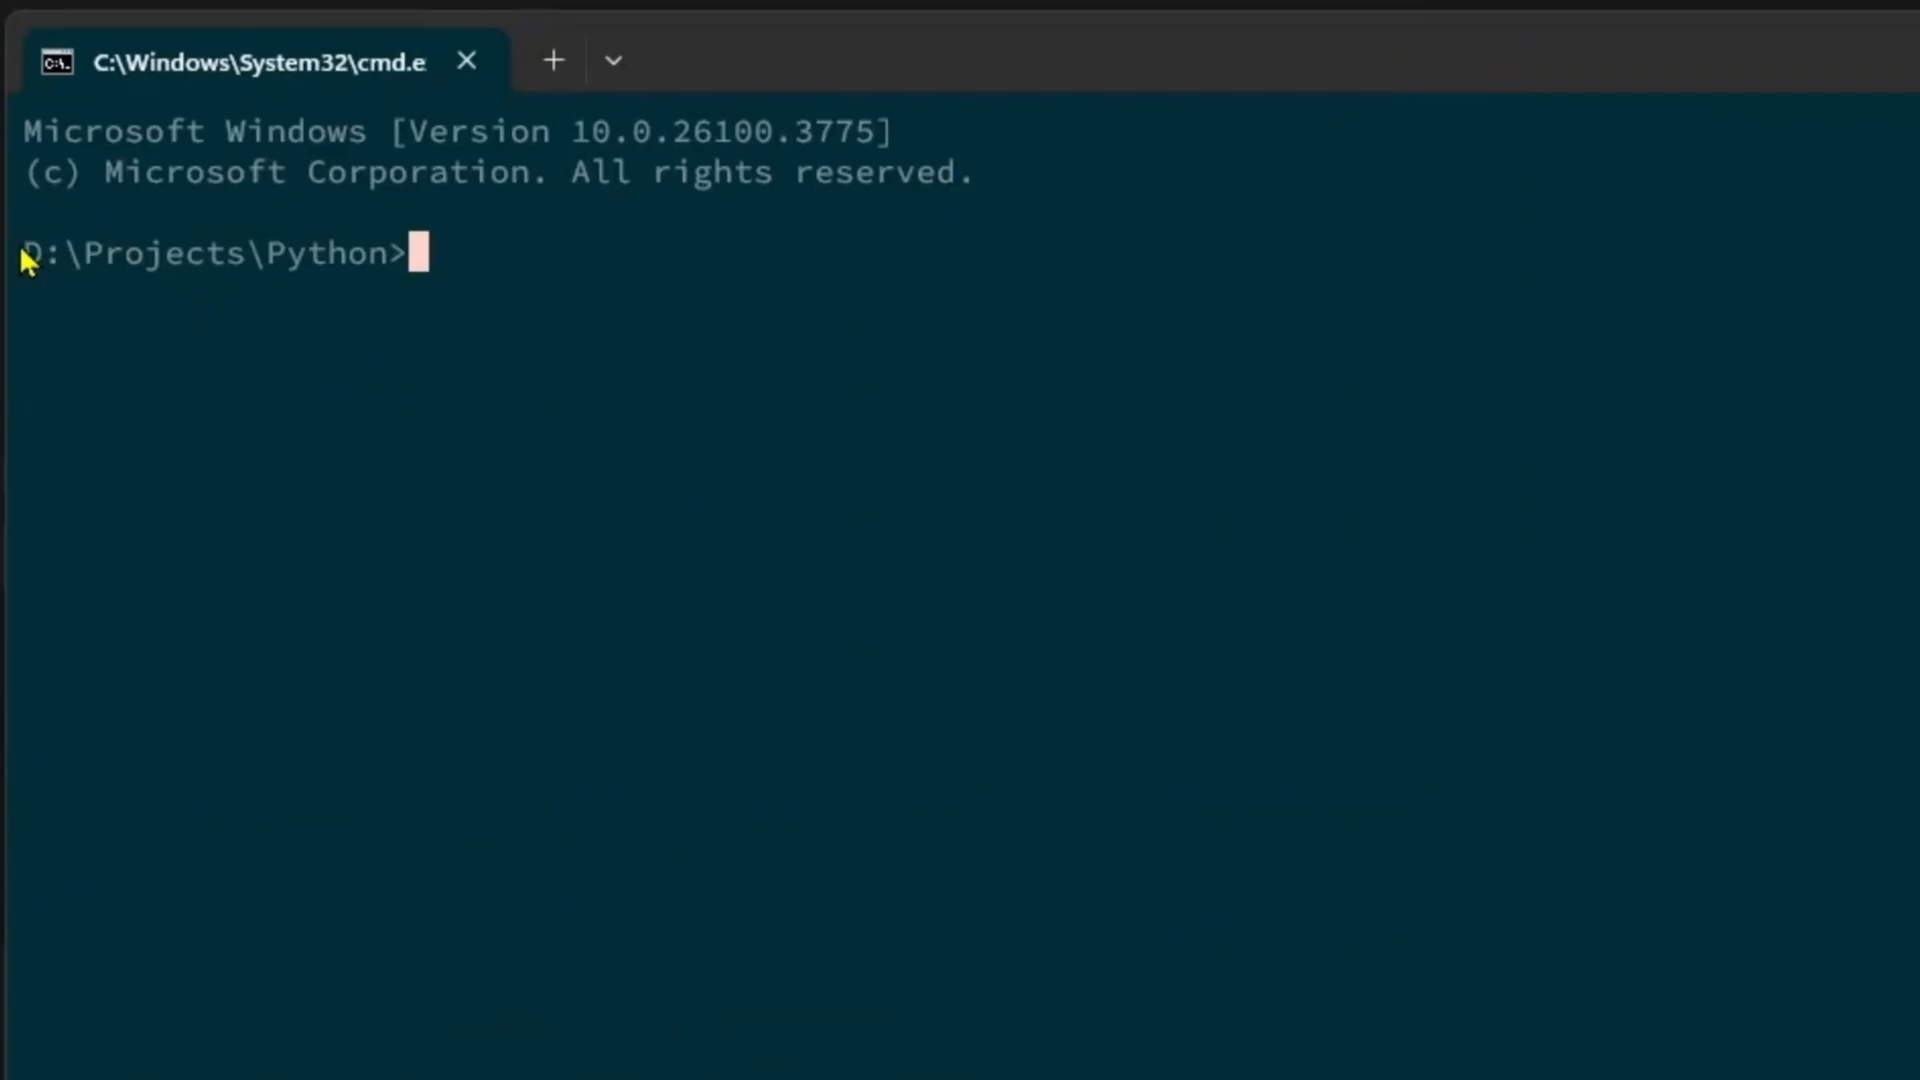 C:\Windows\System32\cmd.e
Microsoft Windows [Version 10.0.26100.3775]
(c) Microsoft Corporation. All rights reserved.
D:\Projects\Python>